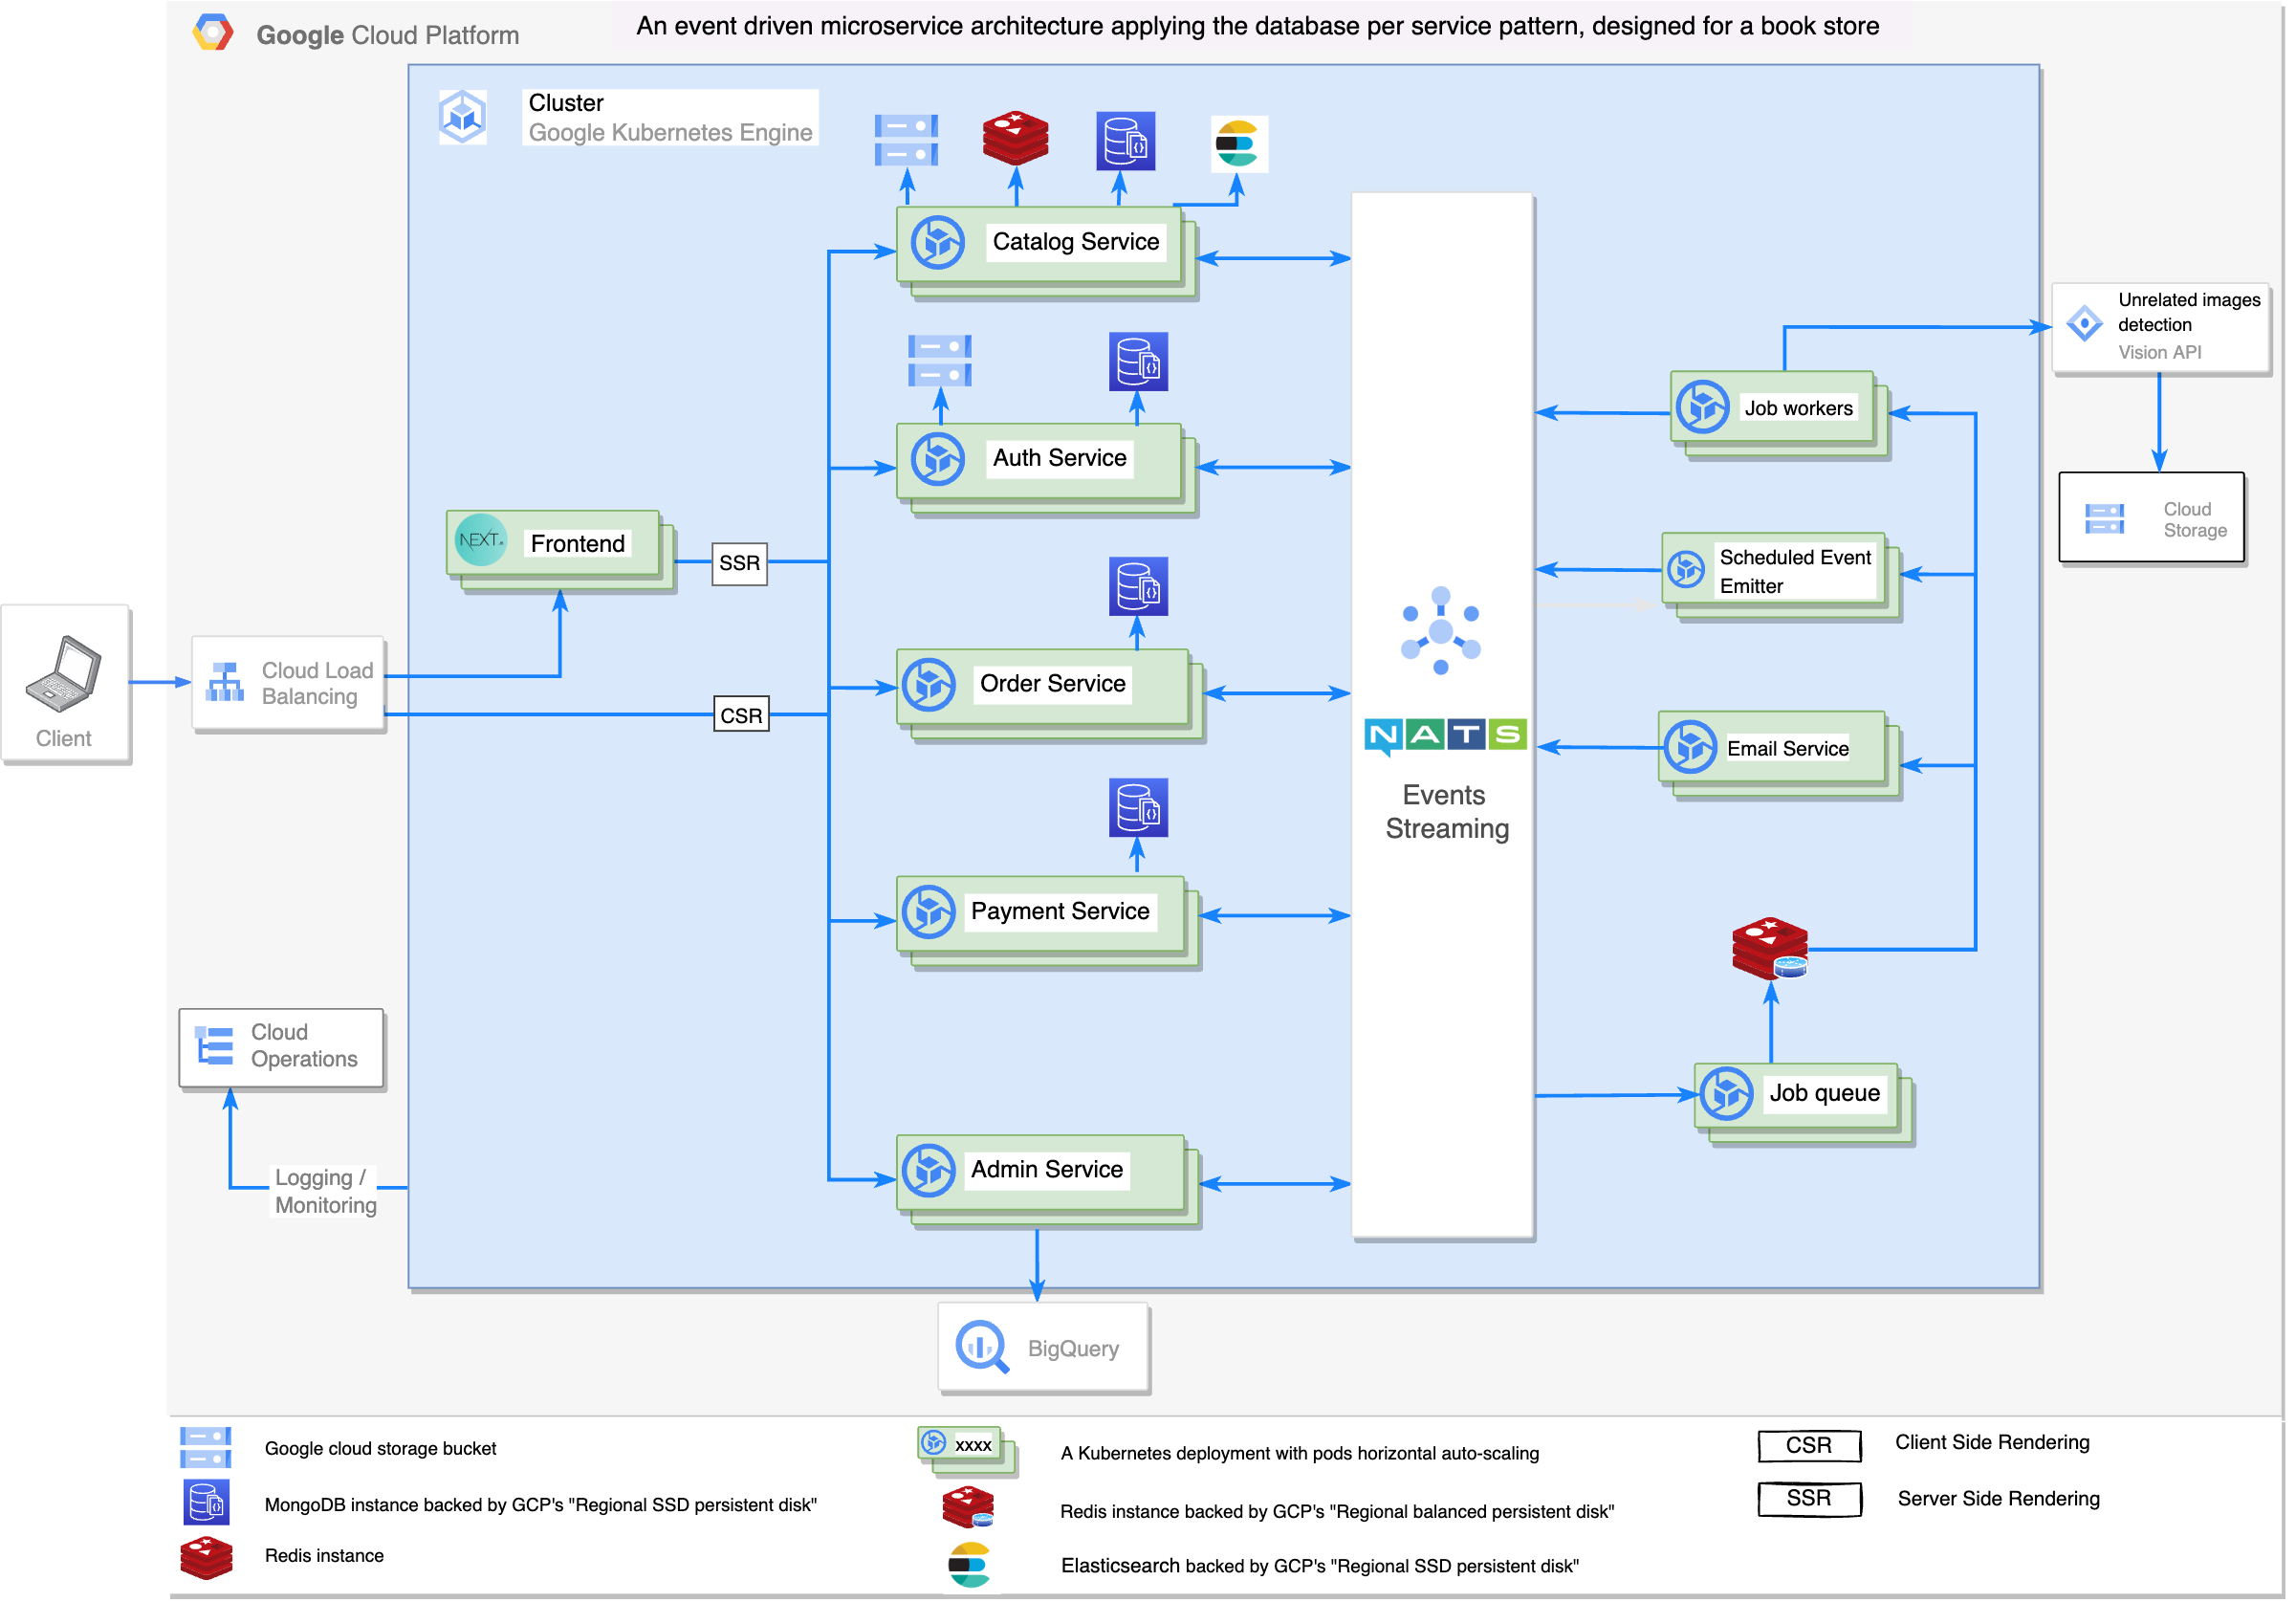 Google Cloud Platform
An event driven microservice architecture applying the database per service pattern, designed for a book store
Cluster
Google Kubernetes Engine
Catalog Service
Unrelated images
detection
Vision API
Job workers
Auth Service
Cloud
Storage
NEXT.js
Frontend
SSR
Scheduled Event
Emitter
Client
Cloud Load
Balancing
CSR
Order Service
NATS
Events
Streaming
Email Service
Payment Service
Cloud
Operations
Logging /
Monitoring
Job queue
Admin Service
BigQuery
Google cloud storage bucket
MongoDB instance backed by GCP's "Regional SSD persistent disk"
Redis instance
xxxx
A Kubernetes deployment with pods horizontal auto-scaling
Redis instance backed by GCP's "Regional balanced persistent disk"
Elasticsearch backed by GCP's "Regional SSD persistent disk"
CSR
Client Side Rendering
SSR
Server Side Rendering